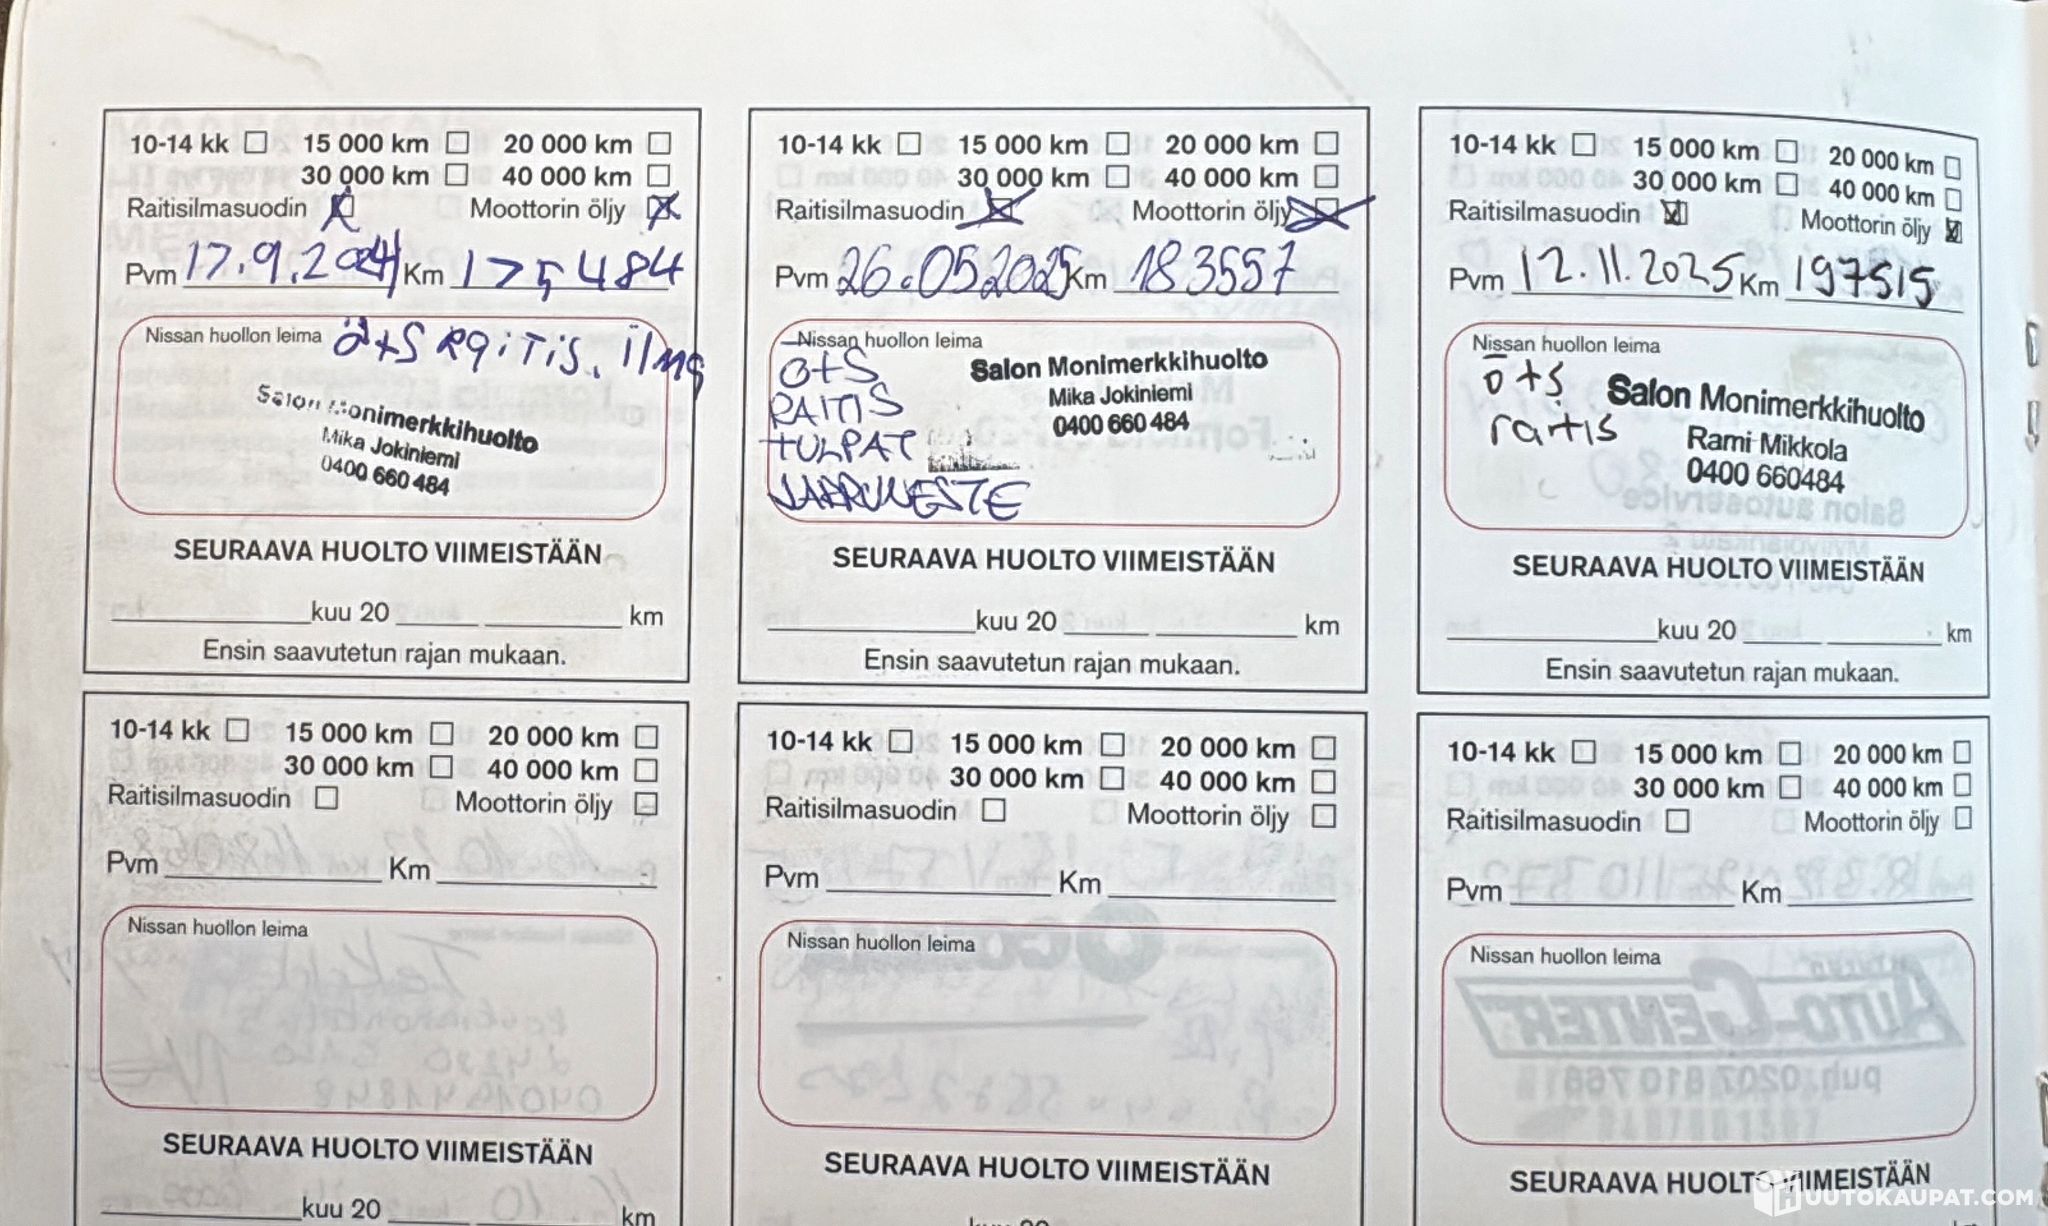 10-14 kk 15 000 km 20 000 km
30 000 km 40 000 km
Raitisilmasuodin Moottorin öljy
Pvm 17.9.2024 Km 175484
Nissan huollon leima ö+s Raitis. ilma
Salon Monimerkkihuolto
Mika Jokiniemi
0400 660 484
SEURAAVA HUOLTO VIIMEISTÄÄN
kuu 20 km
Ensin saavutetun rajan mukaan.
10-14 kk 15 000 km 20 000 km
30 000 km 40 000 km
Raitisilmasuodin Moottorin öljy
Pvm 26.05.2025 Km 183557
Nissan huollon leima
Ö+S
RAITIS
TULPAT
JARRUNESTE
Salon Monimerkkihuolto
Mika Jokiniemi
0400 660 484
SEURAAVA HUOLTO VIIMEISTÄÄN
kuu 20 km
Ensin saavutetun rajan mukaan.
10-14 kk 15 000 km 20 000 km
30 000 km 40 000 km
Raitisilmasuodin Moottorin öljy
Pvm 12.11.2025 Km 197515
Nissan huollon leima
ö+s
raitis
Salon Monimerkkihuolto
Rami Mikkola
0400 660484
SEURAAVA HUOLTO VIIMEISTÄÄN
kuu 20 km
Ensin saavutetun rajan mukaan.
10-14 kk 15 000 km 20 000 km
30 000 km 40 000 km
Raitisilmasuodin Moottorin öljy
Pvm Km
Nissan huollon leima
SEURAAVA HUOLTO VIIMEISTÄÄN
kuu 20 km
10-14 kk 15 000 km 20 000 km
30 000 km 40 000 km
Raitisilmasuodin Moottorin öljy
Pvm Km
Nissan huollon leima
SEURAAVA HUOLTO VIIMEISTÄÄN
10-14 kk 15 000 km 20 000 km
30 000 km 40 000 km
Raitisilmasuodin Moottorin öljy
Pvm Km
Nissan huollon leima
SEURAAVA HUOLTO VIIMEISTÄÄN
HUUTOKAUPAT.COM